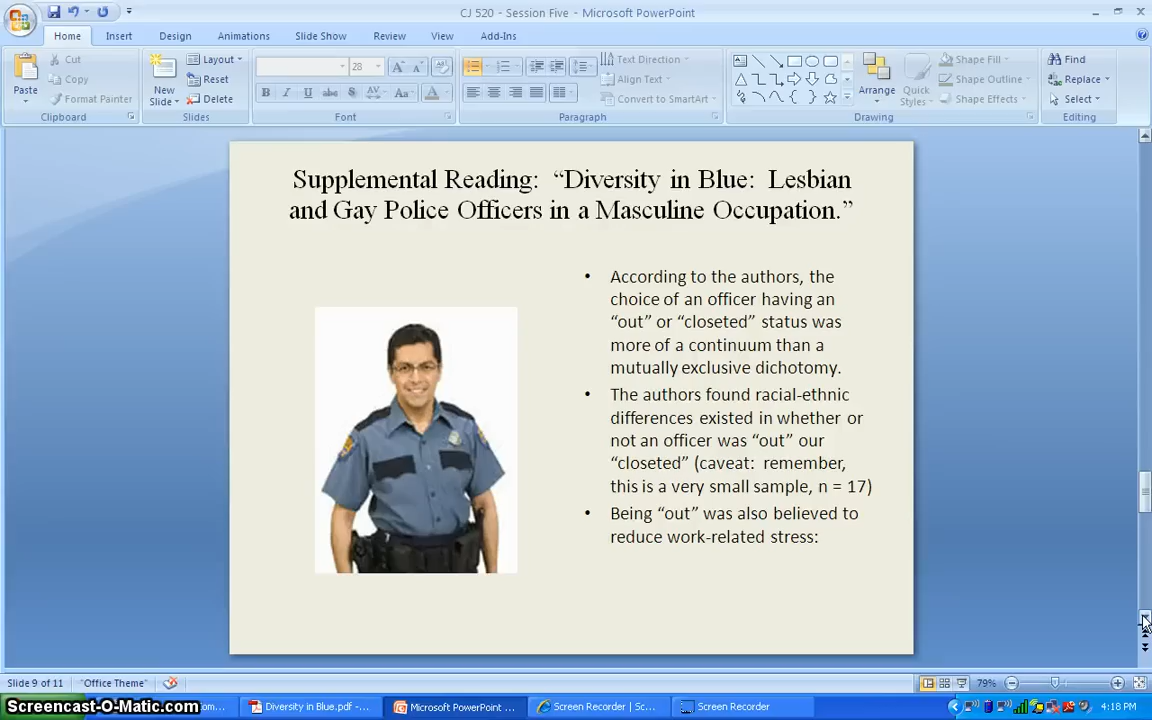 CJ 520 - Session Five - Microsoft PowerPoint
Home Insert Design Animations Slide Show Review View Add-Ins
Paste
Cut
Copy
Format Painter
Clipboard
New
Slide
Layout
Reset
Delete
Slides
28
B I U abe S AV Aa A
Font
Text Direction
Align Text
Convert to SmartArt
Paragraph
Arrange
Quick
Styles
Shape Fill
Shape Outline
Shape Effects
Drawing
Find
Replace
Select
Editing
Supplemental Reading: “Diversity in Blue: Lesbian
and Gay Police Officers in a Masculine Occupation.”
• According to the authors, the
choice of an officer having an
“out” or “closeted” status was
more of a continuum than a
mutually exclusive dichotomy.
• The authors found racial-ethnic
differences existed in whether or
not an officer was “out” our
“closeted” (caveat: remember,
this is a very small sample, n = 17)
• Being “out” was also believed to
reduce work-related stress:
Slide 9 of 11 "Office Theme" 79%
Screencast-O-Matic.com Diversity in Blue.pdf - ... Microsoft PowerPoint ... Screen Recorder | Sc... Screen Recorder 4:18 PM